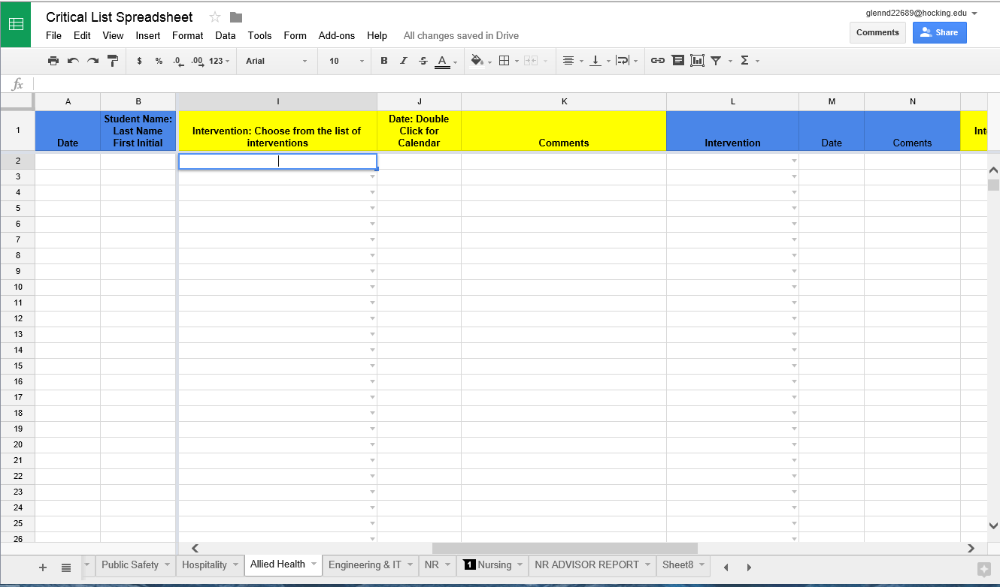 Critical List Spreadsheet
glennd22689@hocking.edu
File Edit View Insert Format Data Tools Form Add-ons Help All changes saved in Drive
Comments Share
$ % .0 .00 123 Arial 10 B I S A Σ
fx
A B I J K L M N
1 Date Student Name: Last Name First Initial Intervention: Choose from the list of interventions Date: Double Click for Calendar Comments Intervention Date Coments Int
2
3
4
5
6
7
8
9
10
11
12
13
14
15
16
17
18
19
20
21
22
23
24
25
26
+ Public Safety Hospitality Allied Health Engineering & IT NR 1 Nursing NR ADVISOR REPORT Sheet8